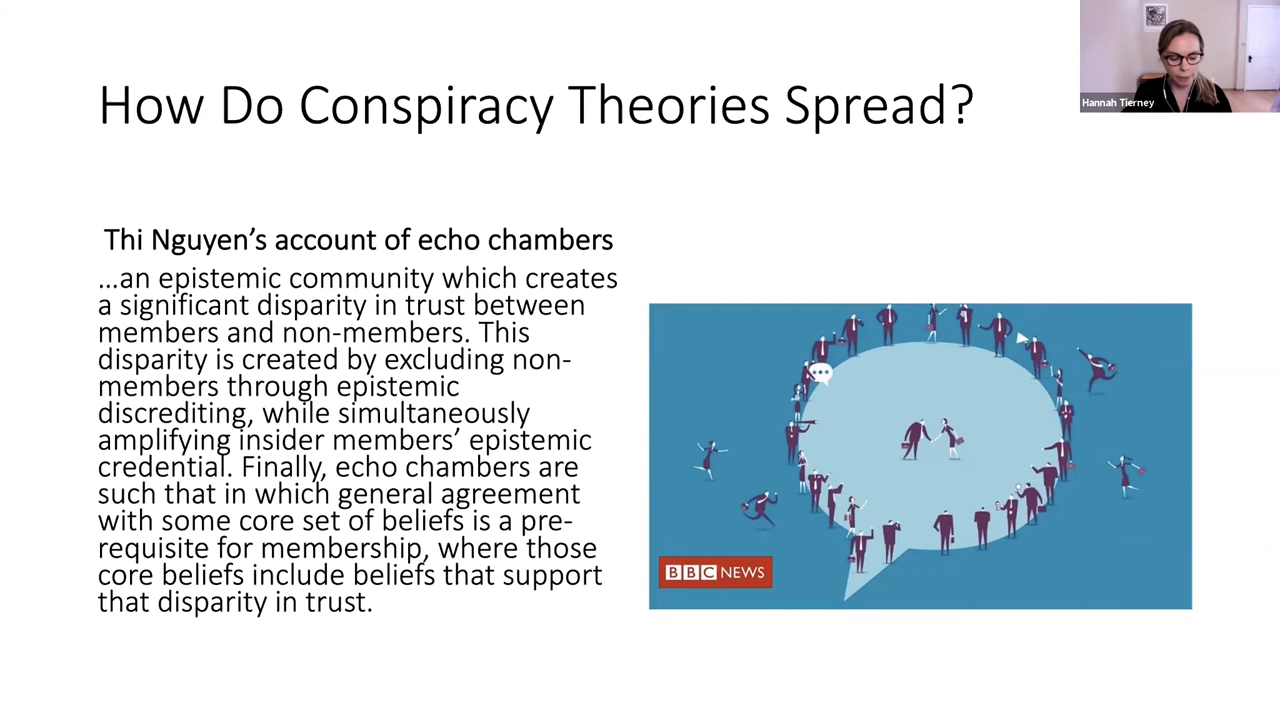 How Do Conspiracy Theories Spread?
Hannah Tierney
Thi Nguyen’s account of echo chambers
…an epistemic community which creates
a significant disparity in trust between
members and non-members. This
disparity is created by excluding non-
members through epistemic
discrediting, while simultaneously
amplifying insider members’ epistemic
credential. Finally, echo chambers are
such that in which general agreement
with some core set of beliefs is a pre-
requisite for membership, where those
core beliefs include beliefs that support
that disparity in trust.
BBC NEWS